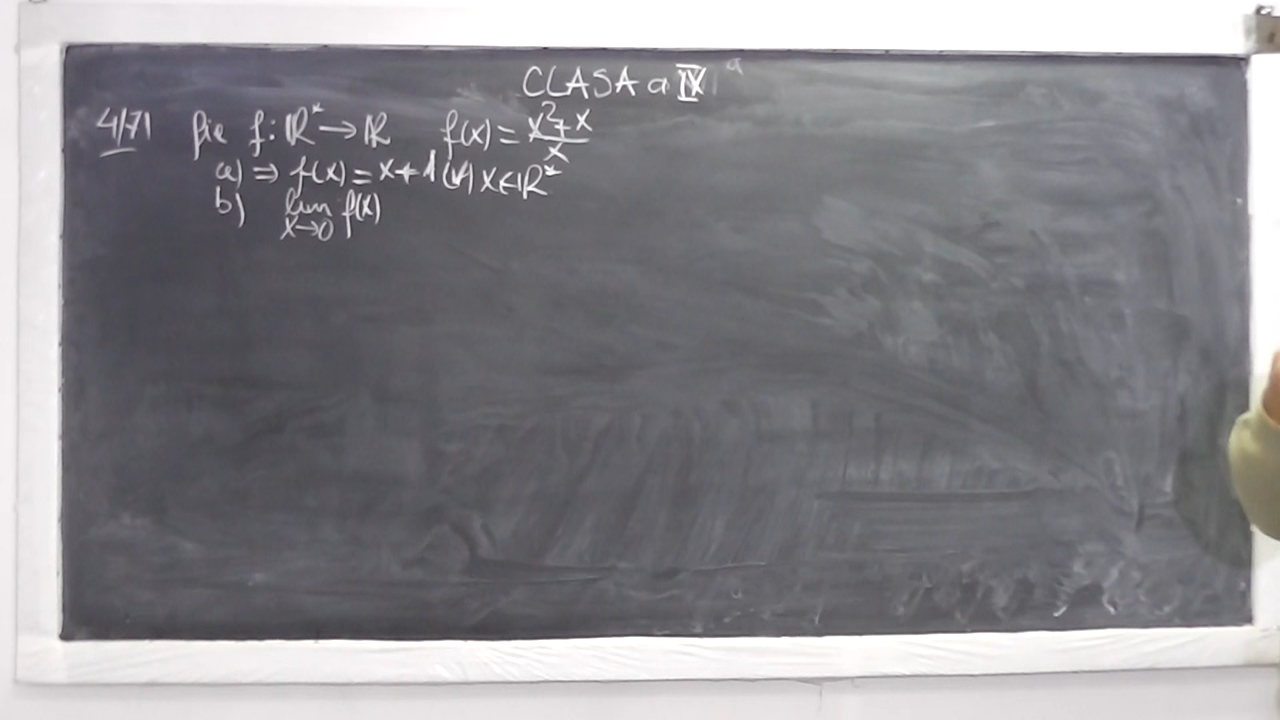 CLASA a IX a
4/71 fie f: ℝ* → ℝ f(x) = (x²+x)/x
a) ⇒ f(x) = x+1 (∀) x∈ℝ*
b) lim x→0 f(x)